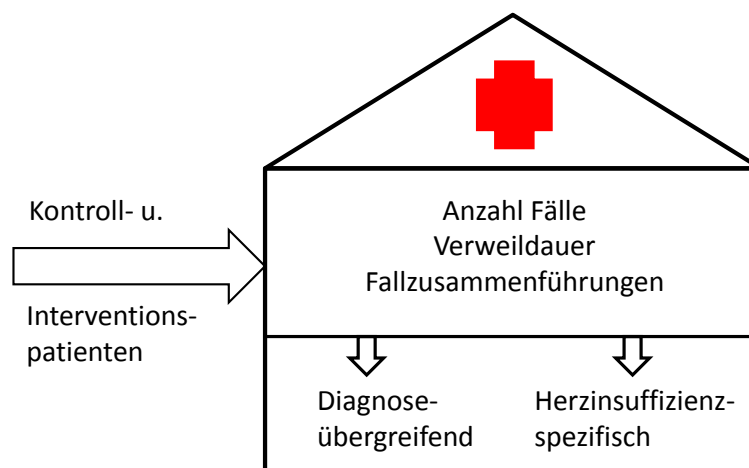 Kontroll- u.
Interventions-
patienten
Anzahl Fälle
Verweildauer
Fallzusammenführungen
Diagnose-
übergreifend
Herzinsuffizienz-
spezifisch